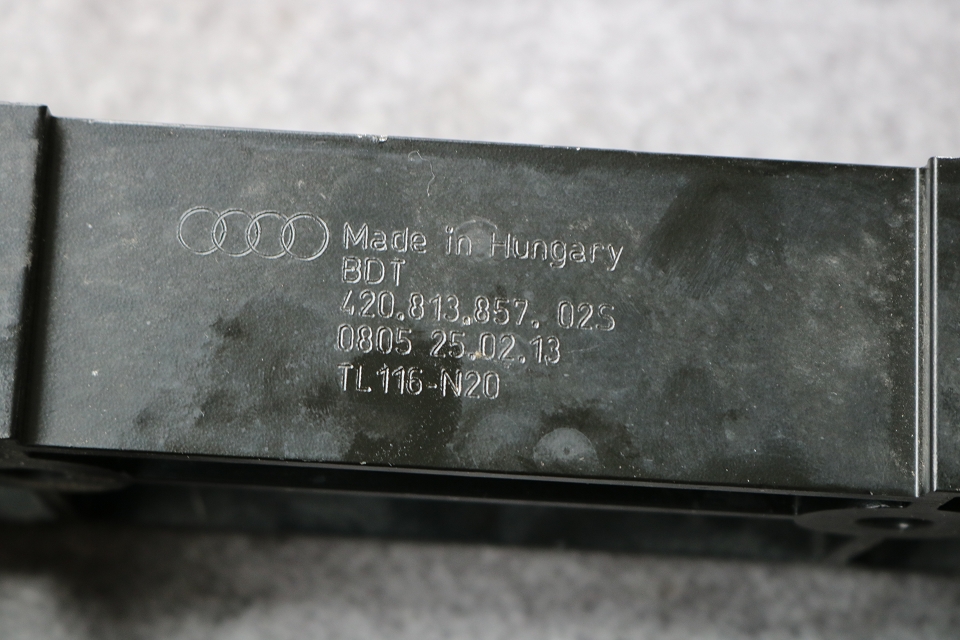 Made in Hungary
BDT
420.813.857. 02S
0805 25.02.13
TL116-N20